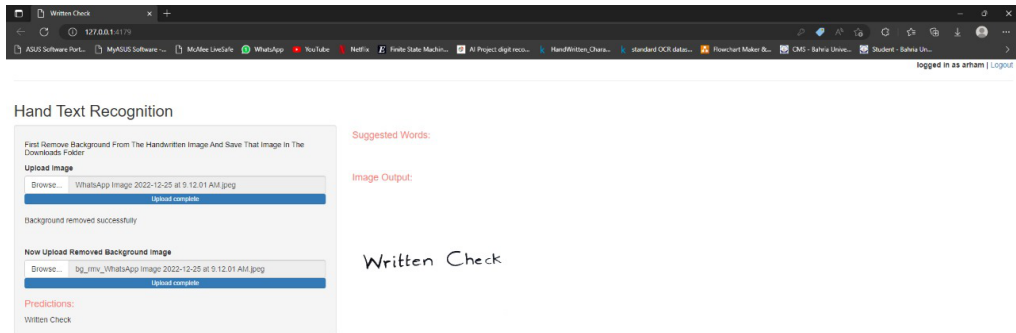 Written Check
127.0.0.1:4179
ASUS Software Port...
MyASUS Software -...
McAfee LiveSafe
WhatsApp
YouTube
Netflix
Finite State Machin...
AI Project digit reco...
HandWritten_Chara...
standard OCR datas...
Flowchart Maker &...
CMS - Bahria Unive...
Student - Bahria Un...
logged in as arham | Logout
Hand Text Recognition
First Remove Background From The Handwritten Image And Save That Image In The
Downloads Folder
Upload Image
Browse... WhatsApp Image 2022-12-25 at 9.12.01 AM.jpeg
Upload complete
Background removed successfully
Now Upload Removed Background Image
Browse... bg_rmv_WhatsApp Image 2022-12-25 at 9.12.01 AM.jpeg
Upload complete
Predictions:
Written Check
Suggested Words:
Image Output:
Written Check